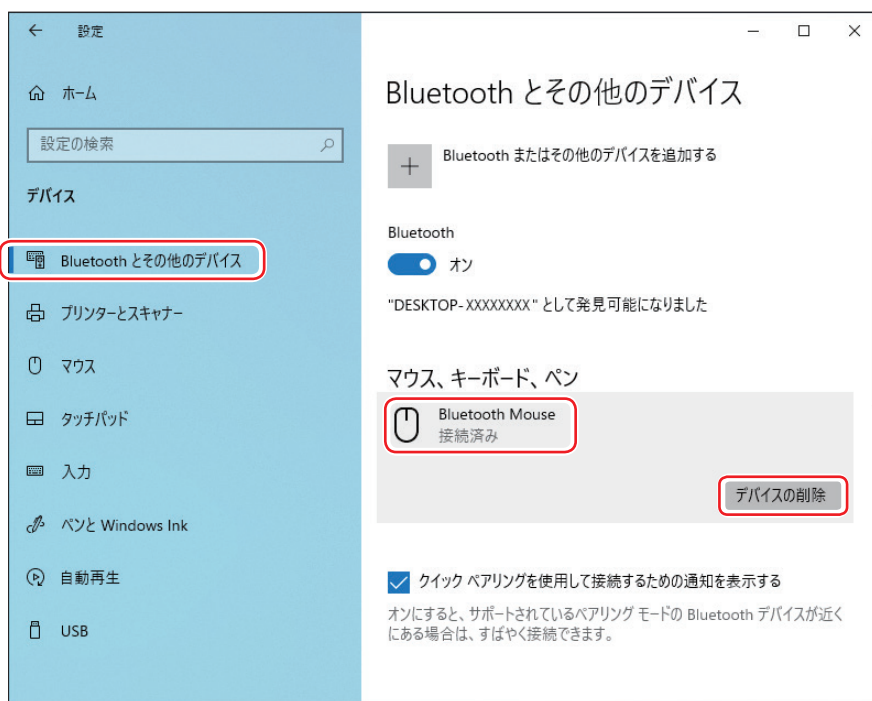 設定
ホーム
設定の検索
デバイス
Bluetooth とその他のデバイス
プリンターとスキャナー
マウス
タッチパッド
入力
ペンと Windows Ink
自動再生
USB
Bluetooth とその他のデバイス
Bluetooth またはその他のデバイスを追加する
Bluetooth
オン
"DESKTOP-XXXXXXXX" として発見可能になりました
マウス、キーボード、ペン
Bluetooth Mouse
接続済み
デバイスの削除
クイック ペアリングを使用して接続するための通知を表示する
オンにすると、サポートされているペアリング モードの Bluetooth デバイスが近く
にある場合は、すばやく接続できます。